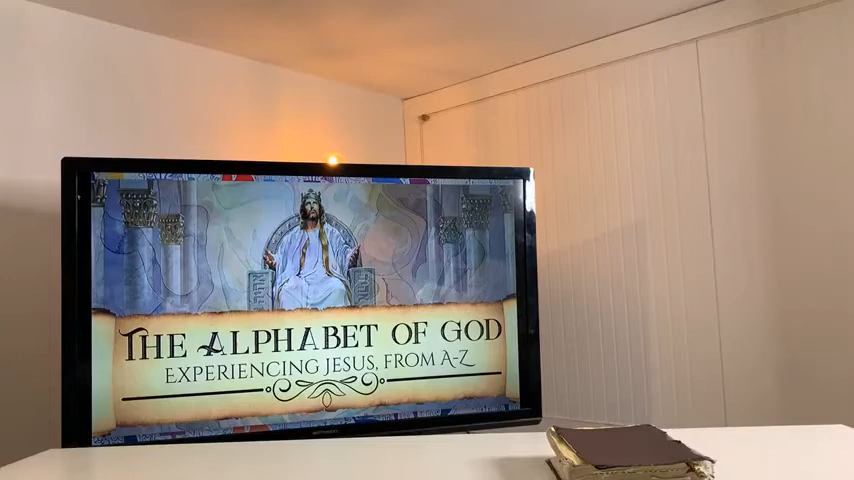 THE ALPHABET OF GOD
EXPERIENCING JESUS, FROM A-Z